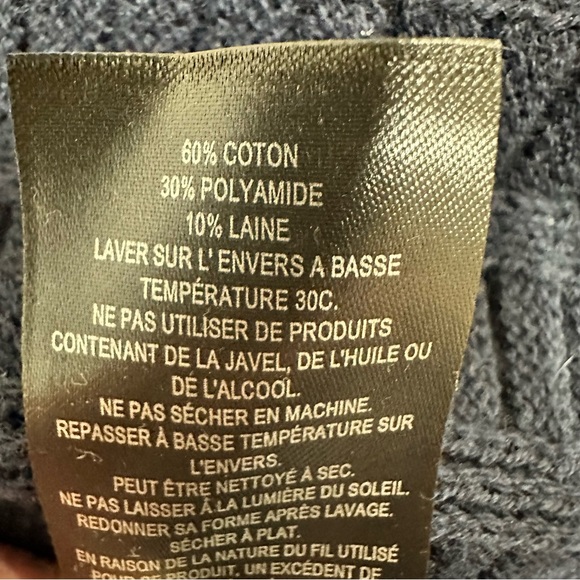 60% COTON
30% POLYAMIDE
10% LAINE
LAVER SUR L' ENVERS A BASSE
TEMPÉRATURE 30C.
NE PAS UTILISER DE PRODUITS
CONTENANT DE LA JAVEL, DE L'HUILE OU
DE L'ALCOOL.
NE PAS SÉCHER EN MACHINE.
REPASSER À BASSE TEMPÉRATURE SUR
L'ENVERS.
PEUT ÊTRE NETTOYÉ À SEC.
NE PAS LAISSER À LA LUMIÈRE DU SOLEIL.
REDONNER SA FORME APRÈS LAVAGE.
SÉCHER À PLAT.
EN RAISON DE LA NATURE DU FIL UTILISÉ
POUR CE PRODUIT, UN EXCÉDENT DE